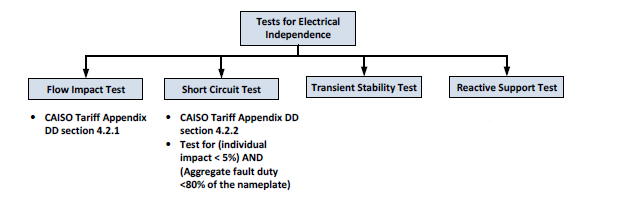 Tests for Electrical
Independence
Flow Impact Test
Short Circuit Test
Transient Stability Test
Reactive Support Test
• CAISO Tariff Appendix
DD section 4.2.1
• CAISO Tariff Appendix DD
section 4.2.2
• Test for (individual
impact < 5%) AND
(Aggregate fault duty
<80% of the nameplate)